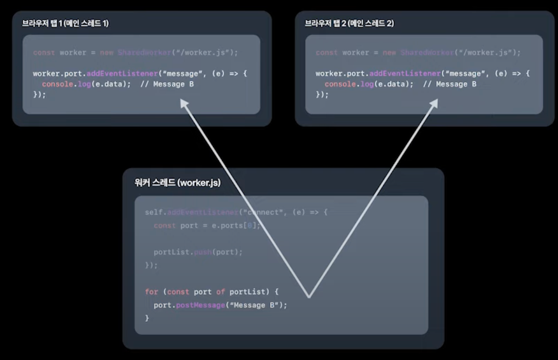 브라우저 탭 1 (메인 스레드 1)
const worker = new SharedWorker("/worker.js");
worker.port.addEventListener("message", (e) => {
console.log(e.data);  // Message B
});
브라우저 탭 2 (메인 스레드 2)
const worker = new SharedWorker("/worker.js");
worker.port.addEventListener("message", (e) => {
console.log(e.data);  // Message B
});
워커 스레드 (worker.js)
self.addEventListener("connect", (e) => {
const port = e.ports[0];
portList.push(port);
});
for (const port of portList) {
port.postMessage("Message B");
}